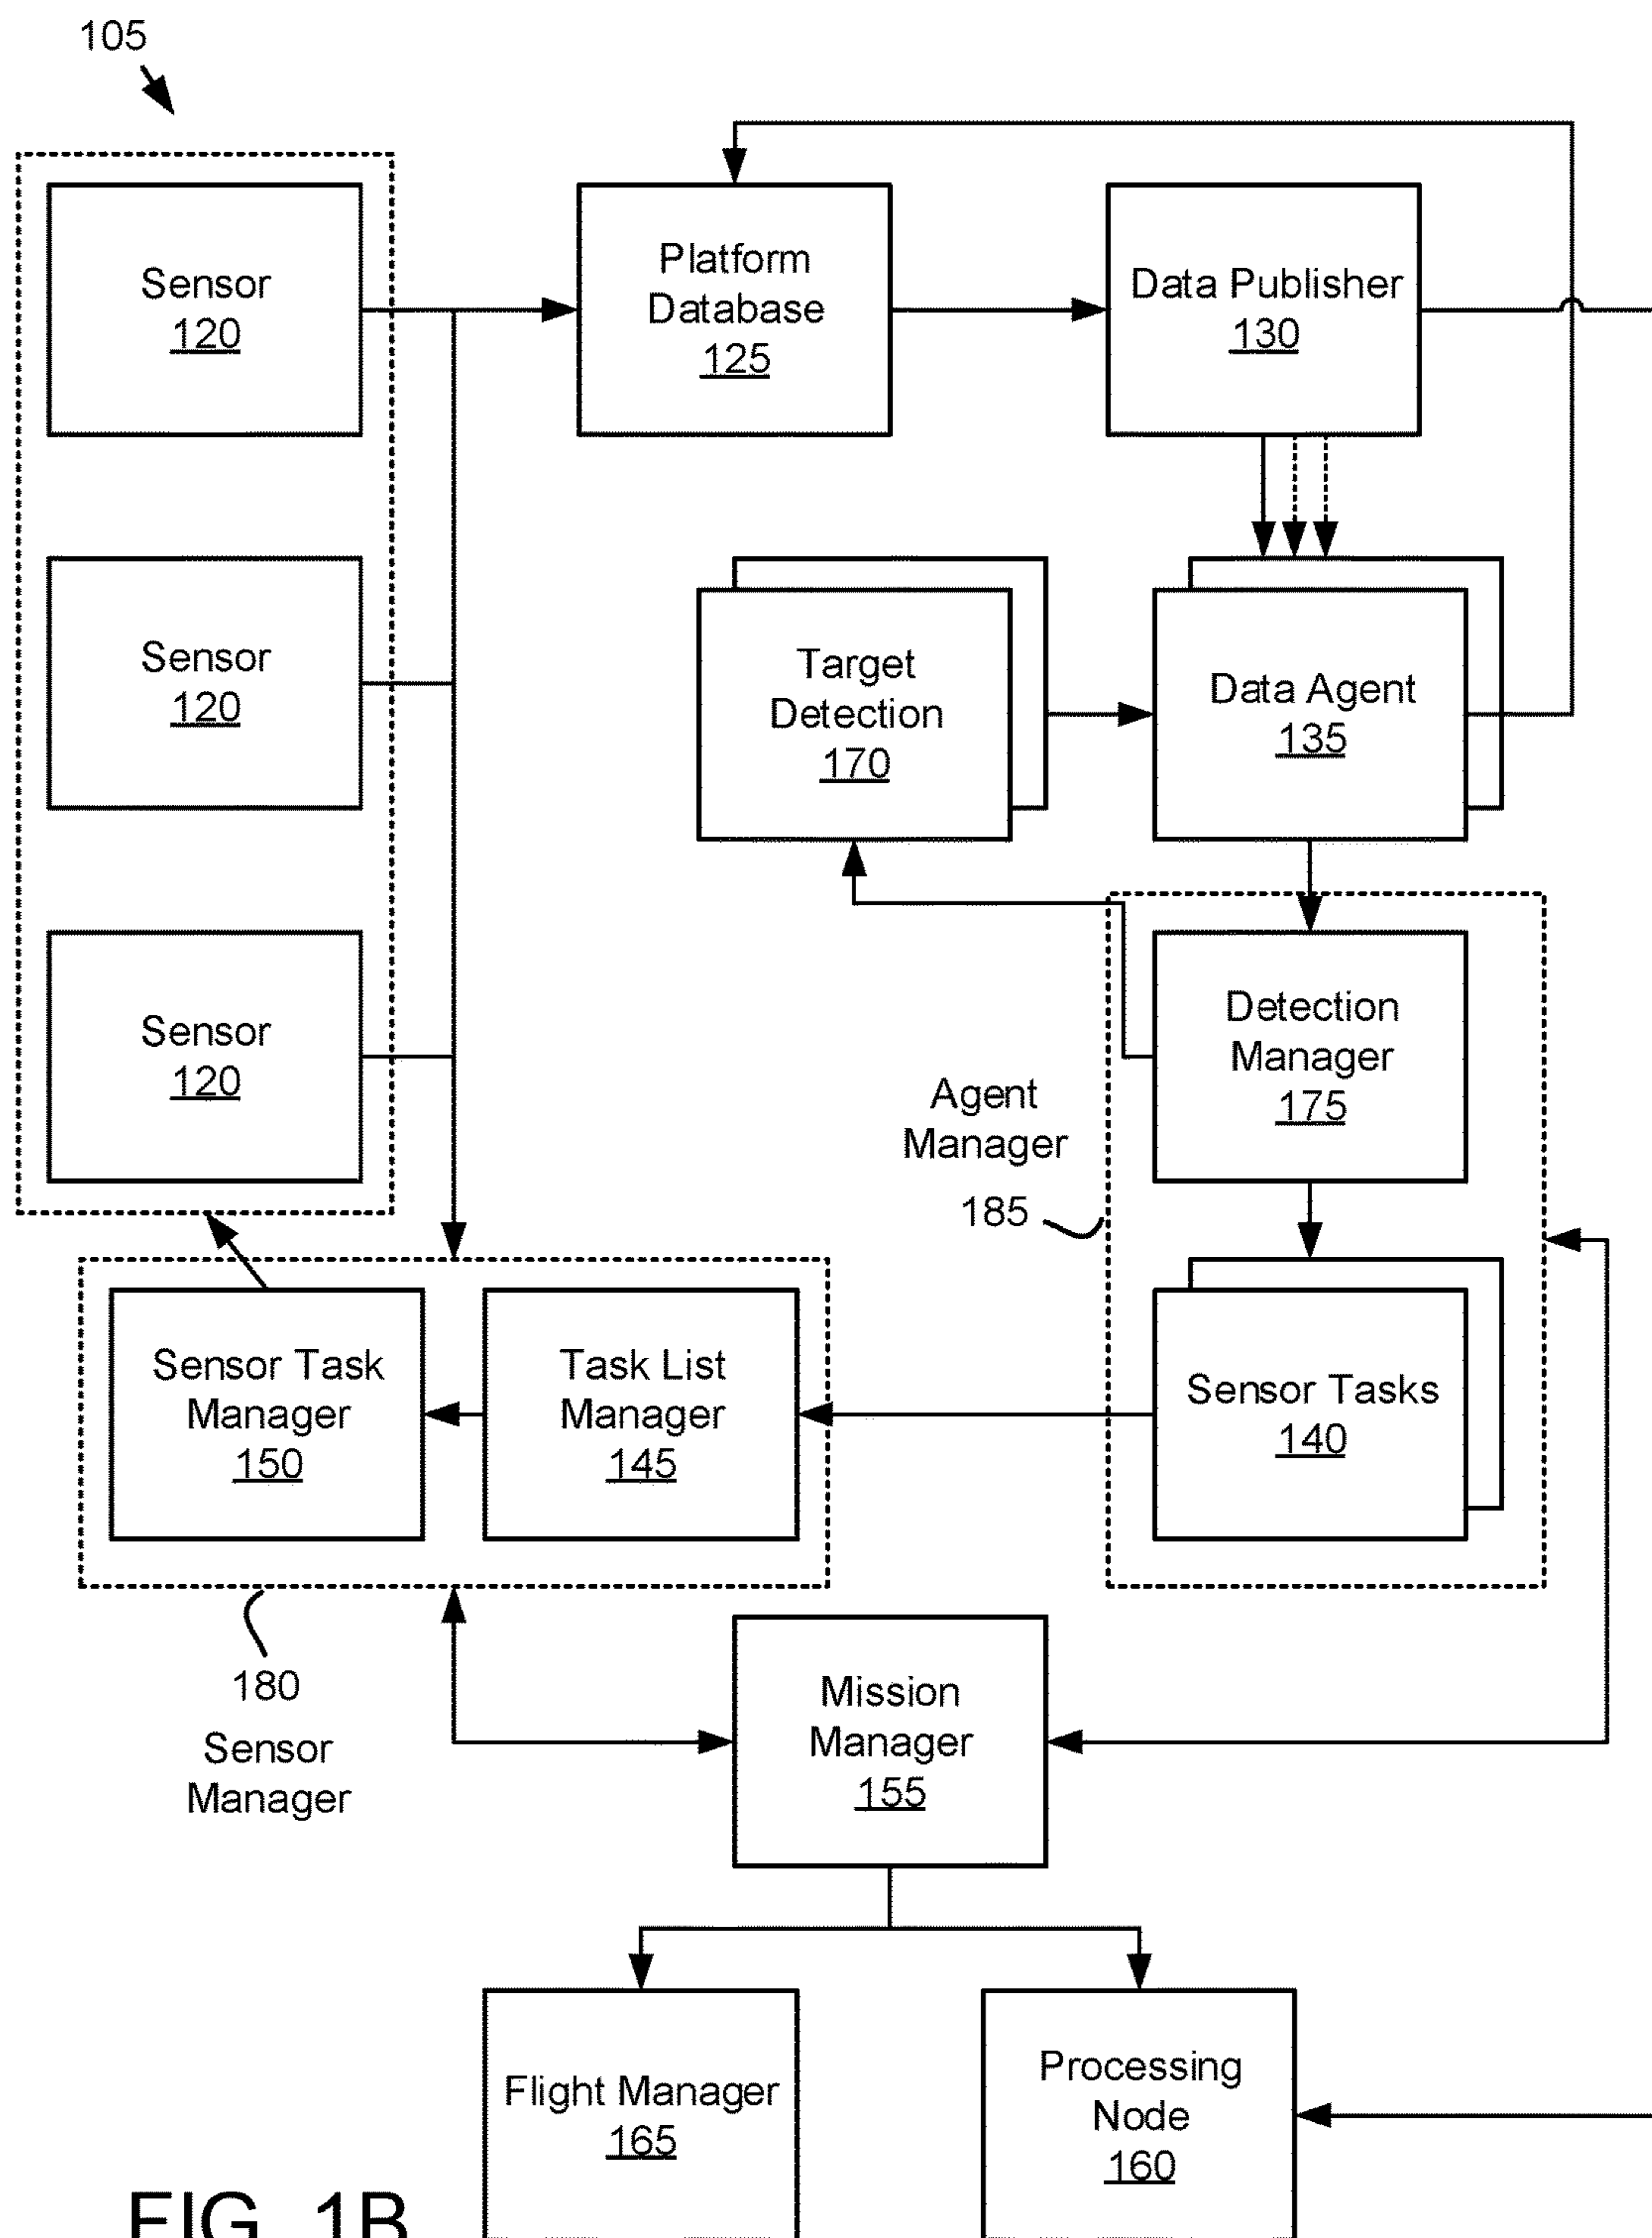 105
Sensor
120
Platform
Database
125
Data Publisher
130
Sensor
120
Target
Detection
170
Data Agent
135
Sensor
120
Detection
Manager
175
Agent
Manager
185
Sensor Task
Manager
150
Task List
Manager
145
Sensor Tasks
140
180
Sensor
Manager
Mission
Manager
155
Flight Manager
165
Processing
Node
160
FIG. 1B